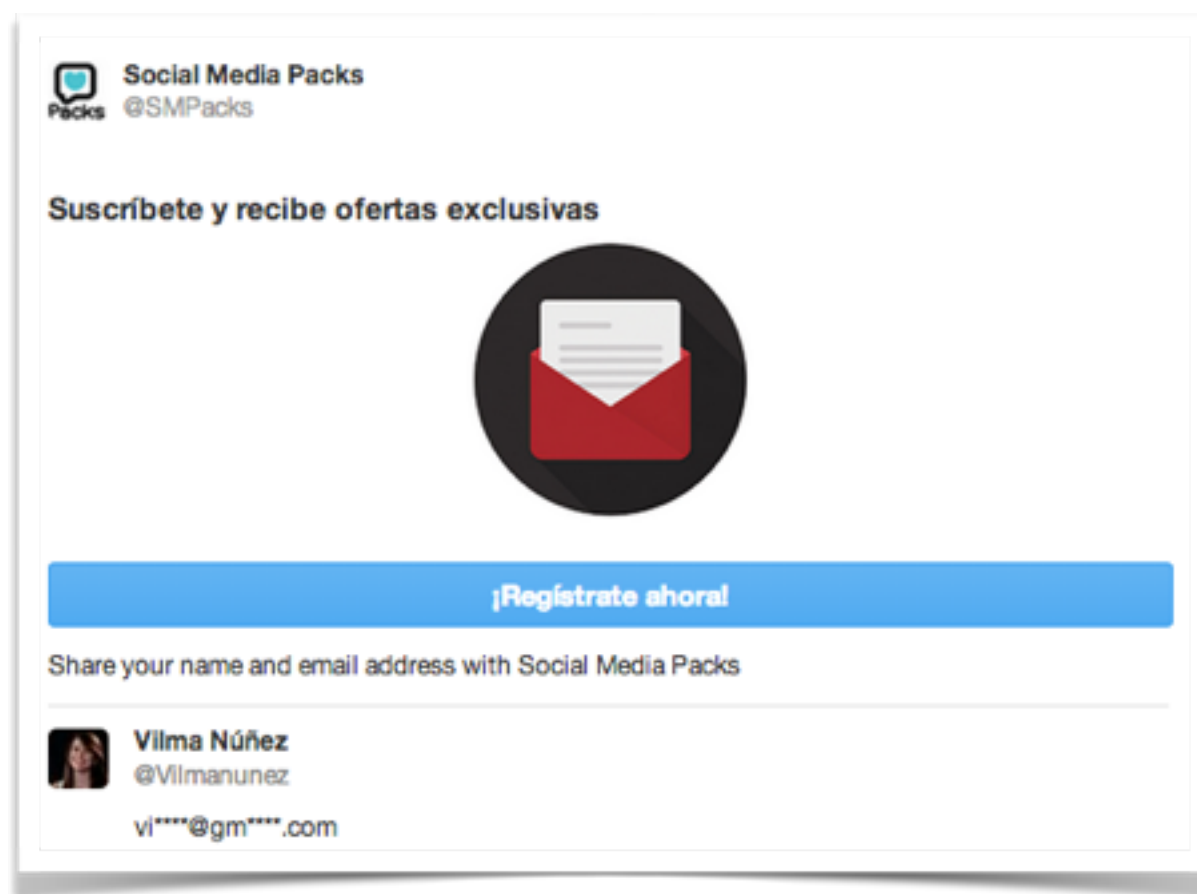 Social Media Packs
Packs @SMPacks
Suscríbete y recibe ofertas exclusivas
¡Regístrate ahora!
Share your name and email address with Social Media Packs
Vilma Núñez
@Vilmanunez
vi****@gm****.com